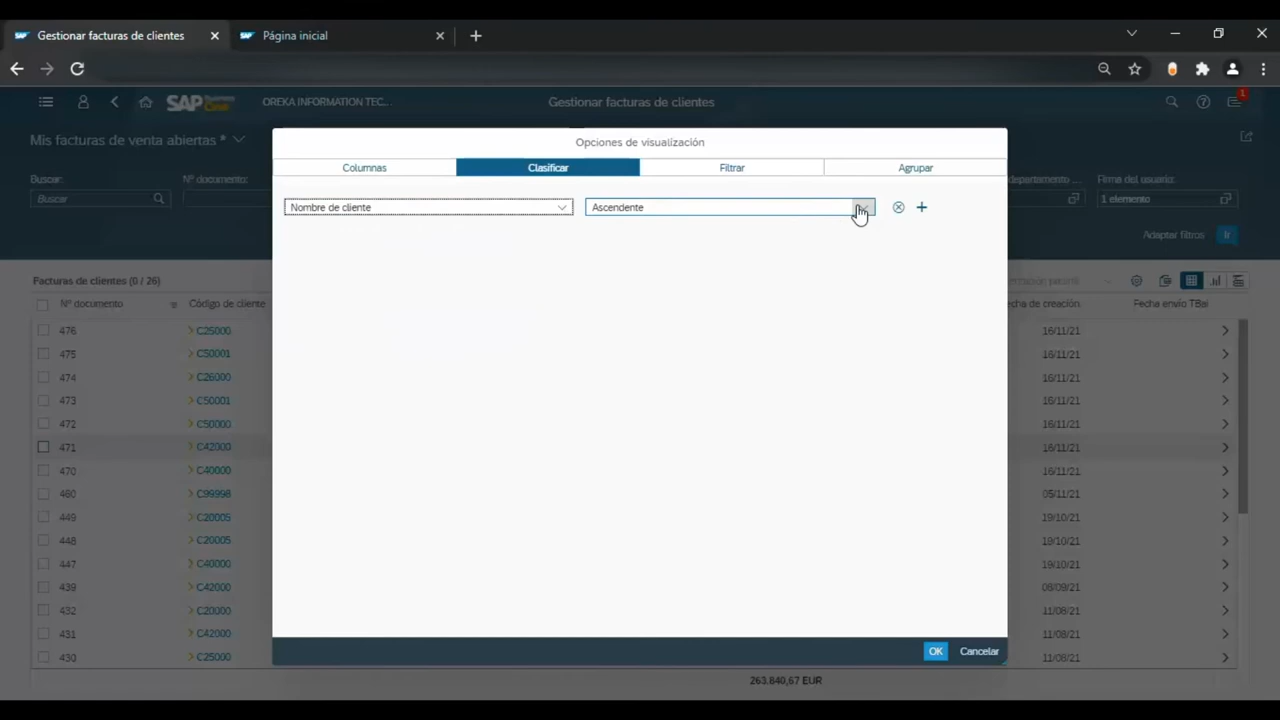 Gestionar facturas de clientes
Página inicial
SAP Business One
OREKA INFORMATION TEC...
Gestionar facturas de clientes
1
Mis facturas de venta abiertas *
Opciones de visualización
Columnas
Clasificar
Filtrar
Agrupar
Buscar:
Nº documento:
departamento ...
Firma del usuario:
Buscar
1 elemento
Nombre de cliente
Ascendente
Adaptar filtros
Ir
Facturas de clientes (0 / 26)
Nº documento
Código de cliente
echa de creación
Fecha envío TBai
476 C25000 16/11/21
475 C50001 16/11/21
474 C26000 16/11/21
473 C50001 16/11/21
472 C50000 16/11/21
471 C42000 16/11/21
470 C40000 16/11/21
460 C99998 05/11/21
449 C20005 19/10/21
448 C20005 19/10/21
447 C40000 19/10/21
439 C42000 08/09/21
432 C20000 11/08/21
431 C42000 11/08/21
430 C25000 11/08/21
OK
Cancelar
263.840,67 EUR